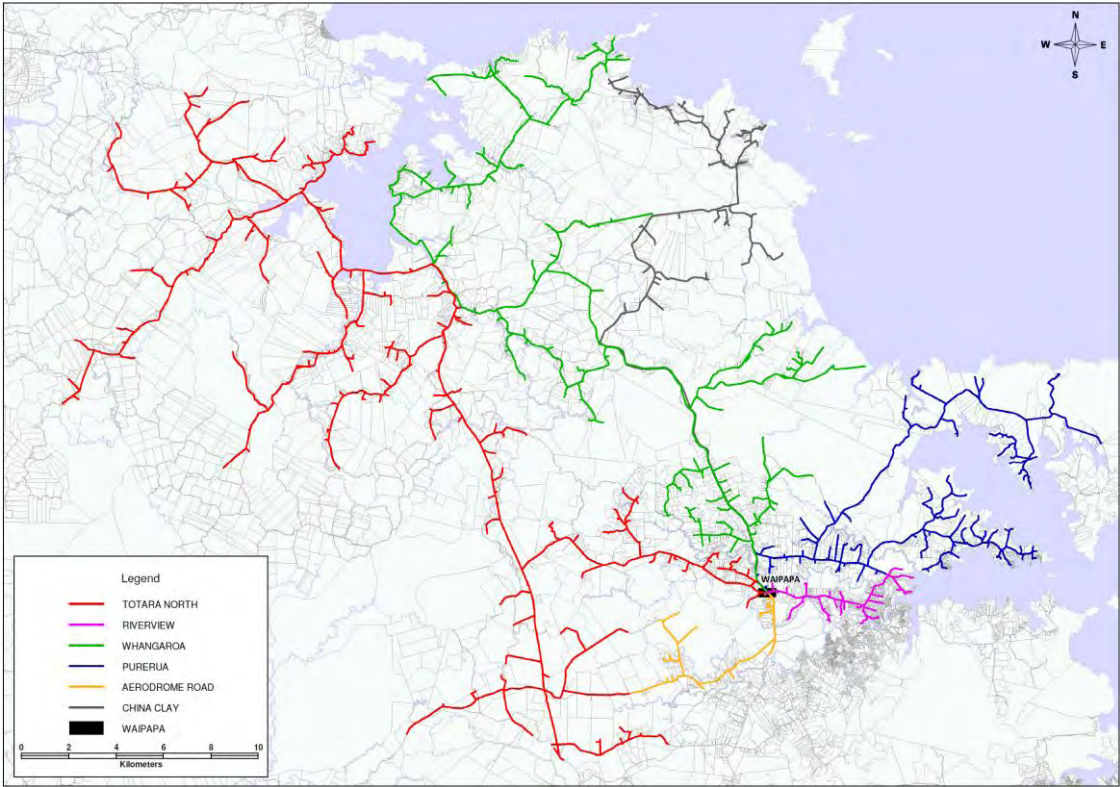 N
W E
S
WAIPAPA
Legend
TOTARA NORTH
RIVERVIEW
WHANGAROA
PURERUA
AERODROME ROAD
CHINA CLAY
WAIPAPA
0 2 4 6 8 10
Kilometers